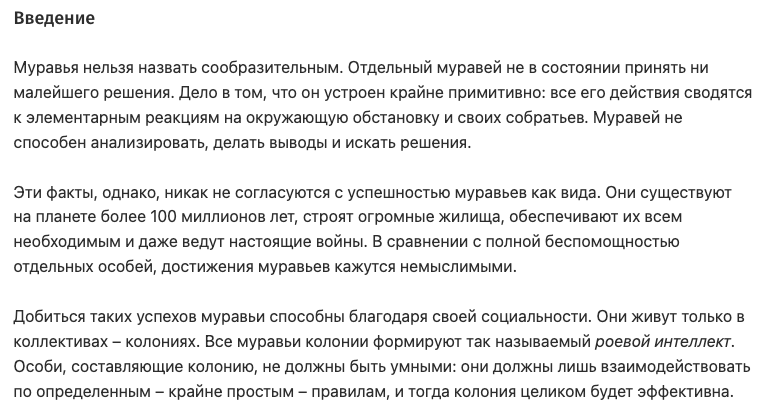 Введение
Муравья нельзя назвать сообразительным. Отдельный муравей не в состоянии принять ни
малейшего решения. Дело в том, что он устроен крайне примитивно: все его действия сводятся
к элементарным реакциям на окружающую обстановку и своих собратьев. Муравей не
способен анализировать, делать выводы и искать решения.
Эти факты, однако, никак не согласуются с успешностью муравьев как вида. Они существуют
на планете более 100 миллионов лет, строят огромные жилища, обеспечивают их всем
необходимым и даже ведут настоящие войны. В сравнении с полной беспомощностью
отдельных особей, достижения муравьев кажутся немыслимыми.
Добиться таких успехов муравьи способны благодаря своей социальности. Они живут только в
коллективах – колониях. Все муравьи колонии формируют так называемый роевой интеллект.
Особи, составляющие колонию, не должны быть умными: они должны лишь взаимодействовать
по определенным – крайне простым – правилам, и тогда колония целиком будет эффективна.